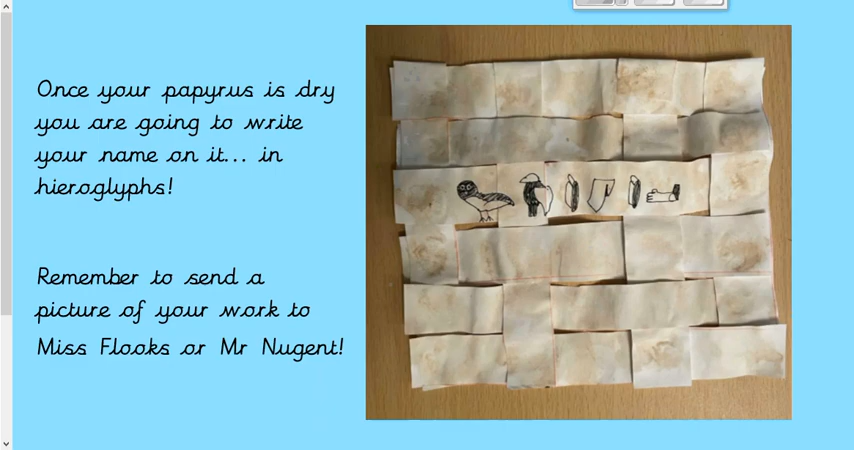 Once your papyrus is dry
you are going to write
your name on it... in
hieroglyphs!
Remember to send a
picture of your work to
Miss Flooks or Mr Nugent!